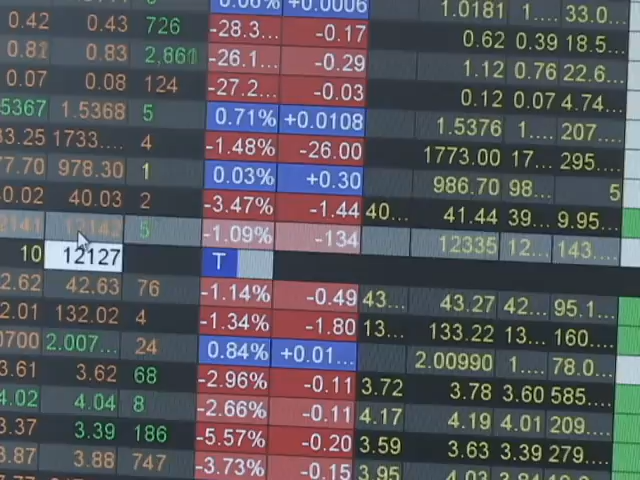 0.06% +0.0006 1.0181 1.... 33.0...
0.42 0.43 726 -28.3... -0.17 0.62 0.39 18.5...
0.81 0.83 -26.1... -0.29 1.12 0.76 22.6...
0.07 0.08 124 -27.2... -0.03 0.12 0.07 4.74...
5367 1.5368 5 0.71% +0.0108 1.5376 1.... 207....
33.25 1733.... 4 -1.48% -26.00 1773.00 17... 295....
77.70 978.30 1 0.03% +0.30 986.70 98... 5
0.02 40.03 2 -3.47% -1.44 40... 41.44 39... 9.95...
5 -1.09% -134 12335 12... 143....
10 12127 T
2.62 42.63 76 -1.14% -0.49 43... 43.27 42... 95.1...
2.01 132.02 4 -1.34% -1.80 13... 133.22 13... 160....
0700 2.007... 24 0.84% +0.01... 2.00990 1.... 78.0...
3.61 3.62 68 -2.96% -0.11 3.72 3.78 3.60 585....
4.02 4.04 8 -2.66% -0.11 4.17 4.19 4.01 209....
3.37 3.39 186 -5.57% -0.20 3.59 3.63 3.39 279....
3.87 3.88 747 -3.73% -0.15 3.95 4.03